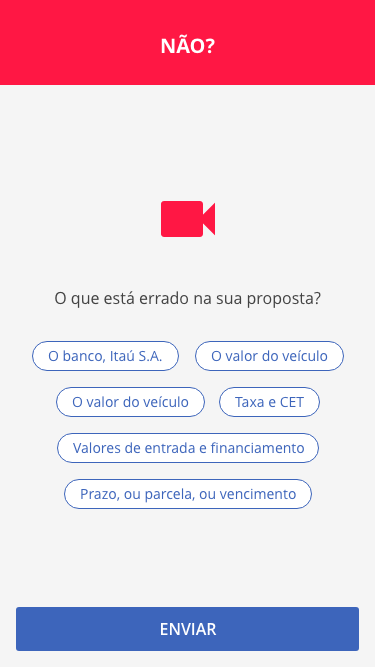 NÃO?
O que está errado na sua proposta?
O banco, Itaú S.A.
O valor do veículo
O valor do veículo
Taxa e CET
Valores de entrada e financiamento
Prazo, ou parcela, ou vencimento
ENVIAR